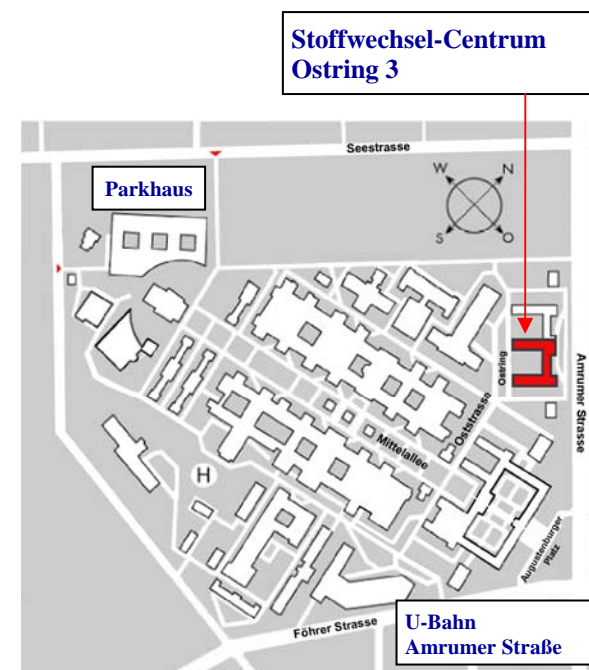 Stoffwechsel-Centrum
Ostring 3
Seestrasse
Parkhaus
W
N
S
O
Ostring
Amrumer Strasse
Oststrasse
Mittelallee
H
Augustenburger
Platz
Föhrer Strasse
U-Bahn
Amrumer Straße